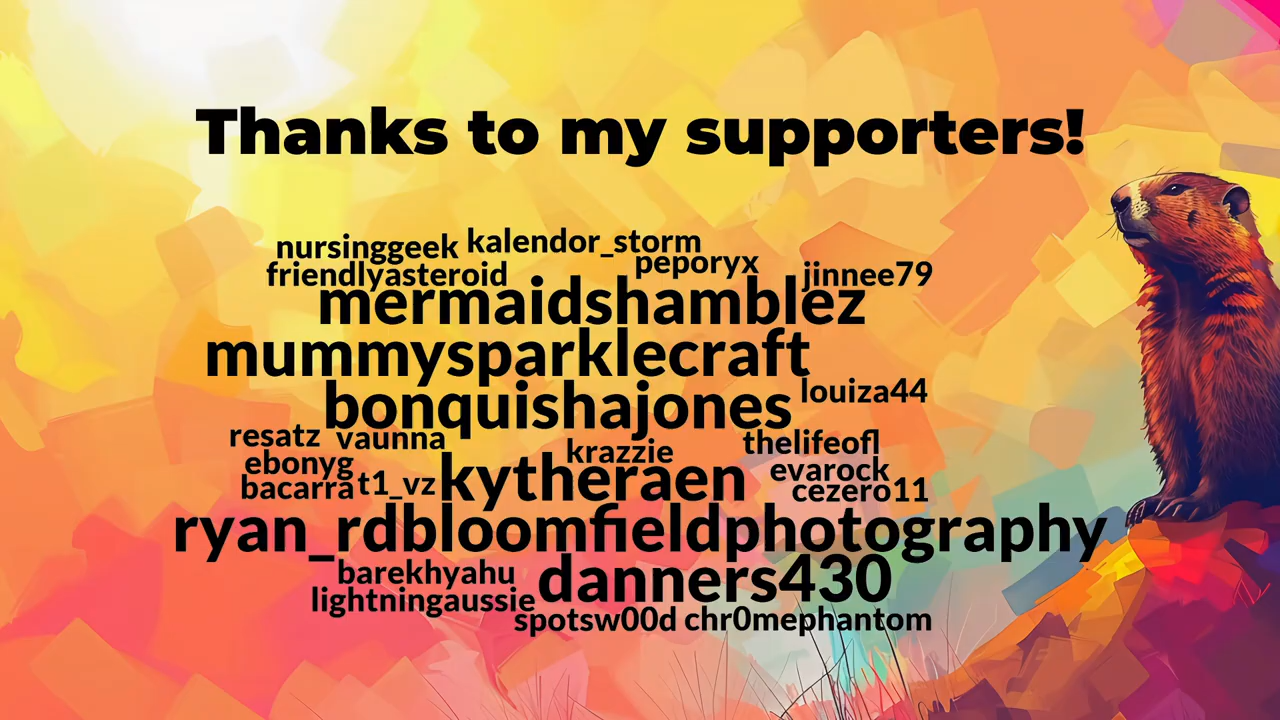 Thanks to my supporters!
nursinggeek kalendor_storm
friendlyasteroid peporyx jinnee79
mermaidshamblez
mummysparklecraft
bonquishajones louiza44
resatz vaunna krazzie thelifeofl
ebonyg evarock
bacarra t1_vz kytheraen cezero11
ryan_rdbloomfieldphotography
barekhyahu danners430
lightningaussie
spotsw00d chr0mephantom